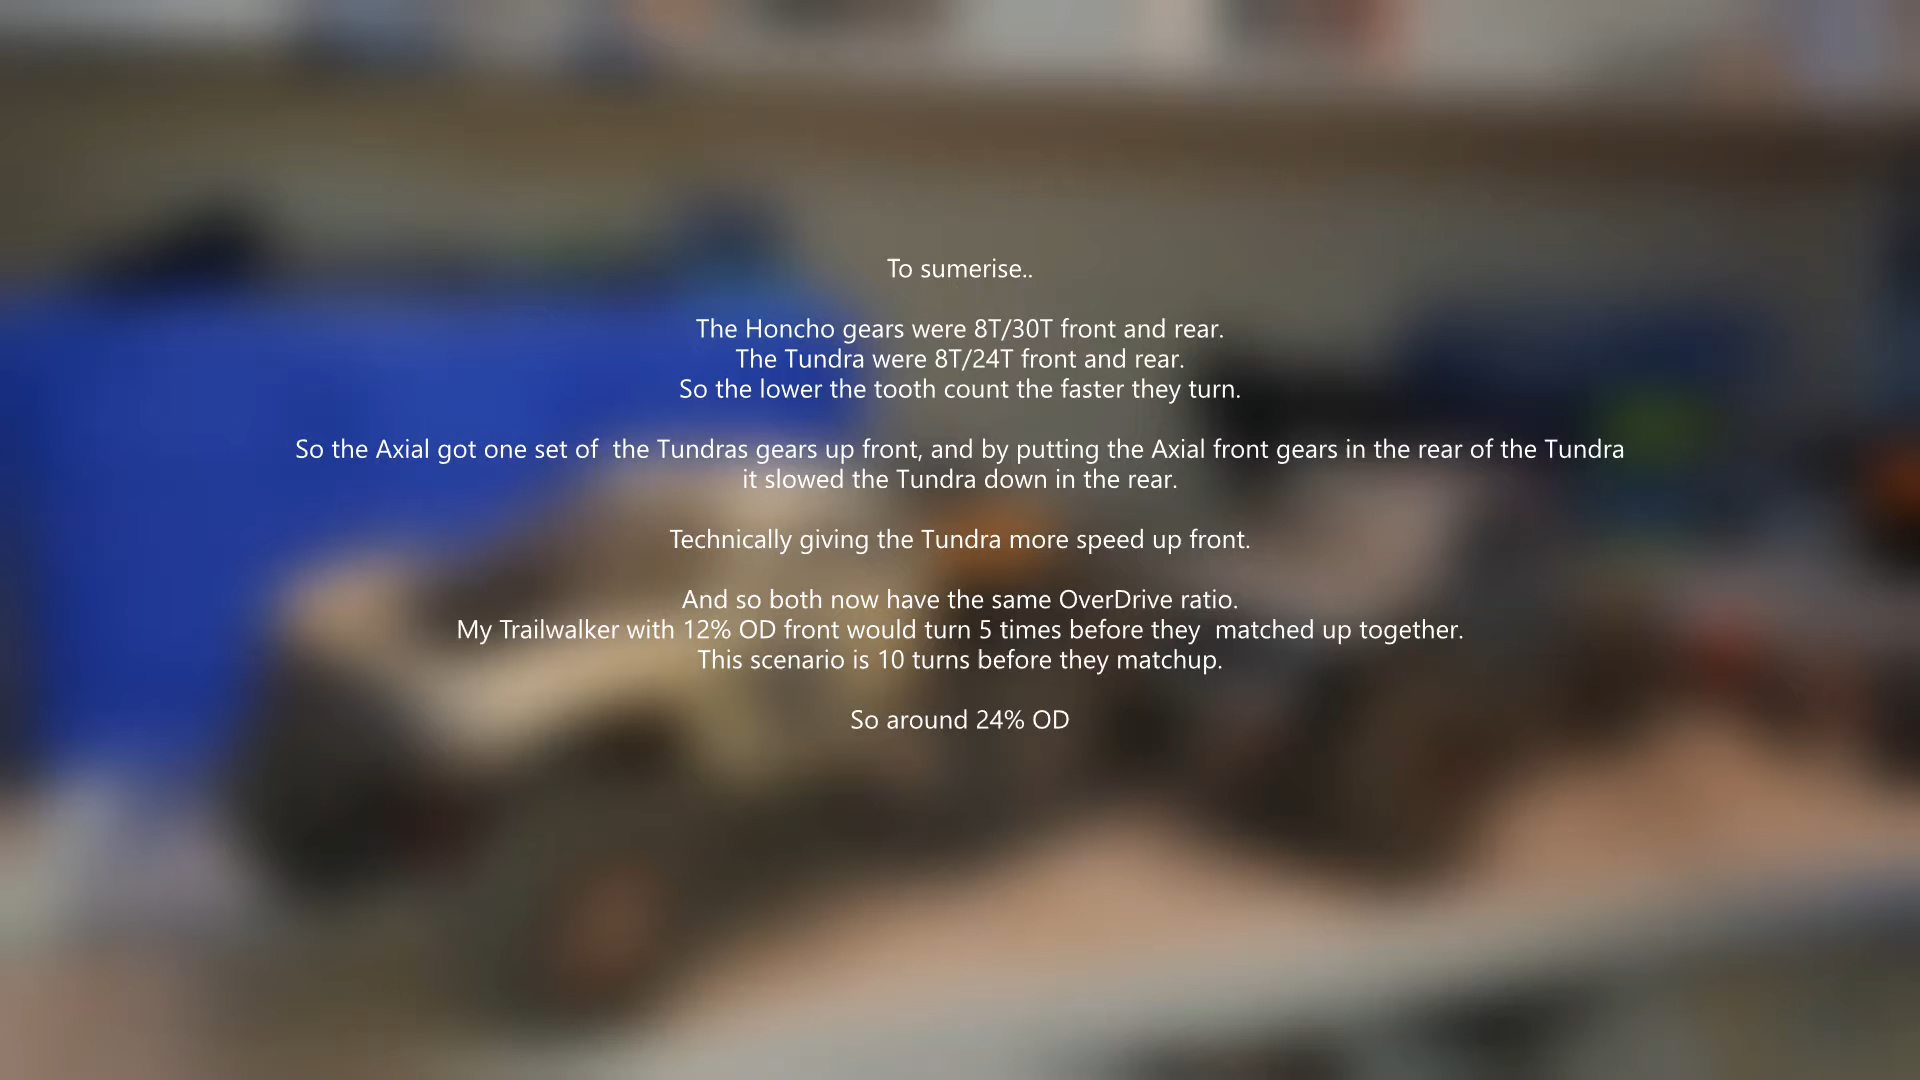 To sumerise..
The Honcho gears were 8T/30T front and rear.
The Tundra were 8T/24T front and rear.
So the lower the tooth count the faster they turn.
So the Axial got one set of  the Tundras gears up front, and by putting the Axial front gears in the rear of the Tundra
it slowed the Tundra down in the rear.
Technically giving the Tundra more speed up front.
And so both now have the same OverDrive ratio.
My Trailwalker with 12% OD front would turn 5 times before they  matched up together.
This scenario is 10 turns before they matchup.
So around 24% OD